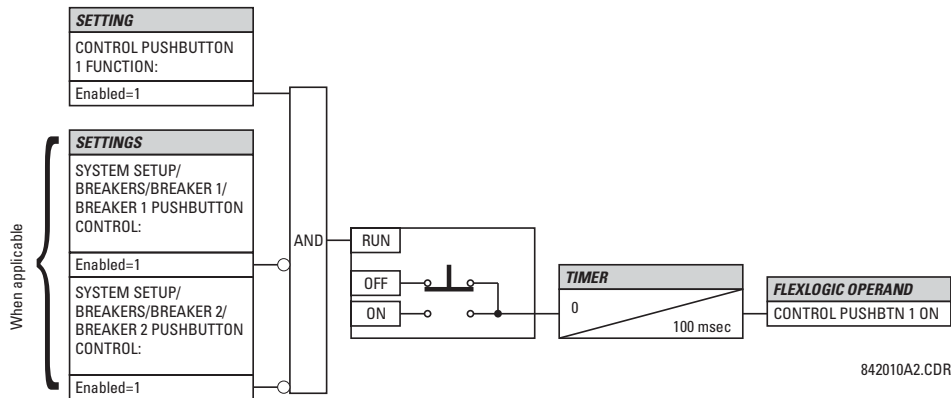 SETTING
CONTROL PUSHBUTTON
1 FUNCTION:
Enabled=1
When applicable
SETTINGS
SYSTEM SETUP/
BREAKERS/BREAKER 1/
BREAKER 1 PUSHBUTTON
CONTROL:
Enabled=1
SYSTEM SETUP/
BREAKERS/BREAKER 2/
BREAKER 2 PUSHBUTTON
CONTROL:
Enabled=1
AND
RUN
OFF
ON
TIMER
0
100 msec
FLEXLOGIC OPERAND
CONTROL PUSHBTN 1 ON
842010A2.CDR